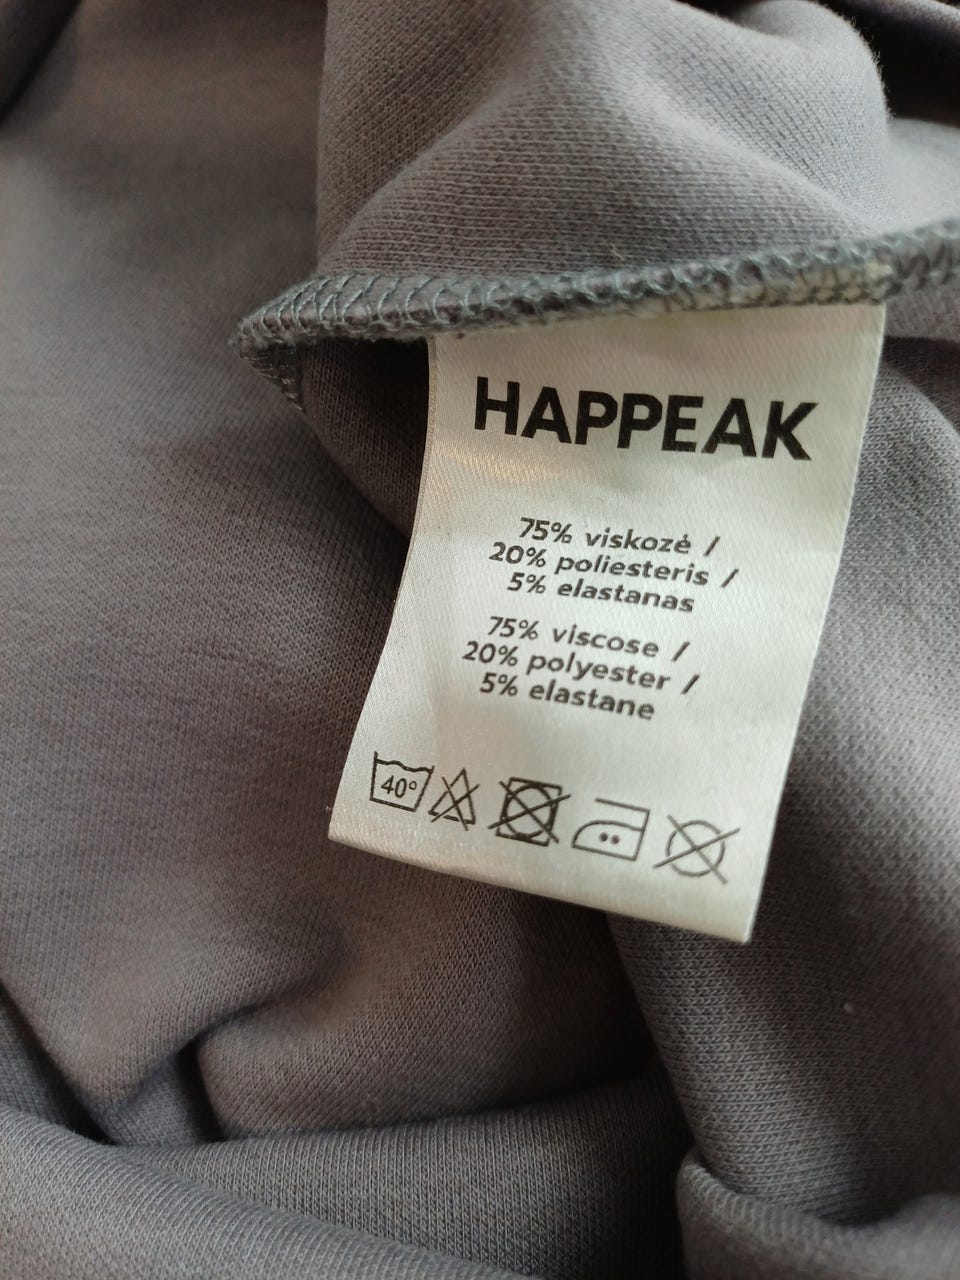 HAPPEAK
75% viskozė /
20% poliesteris /
5% elastanas
75% viscose /
20% polyester /
5% elastane
40°